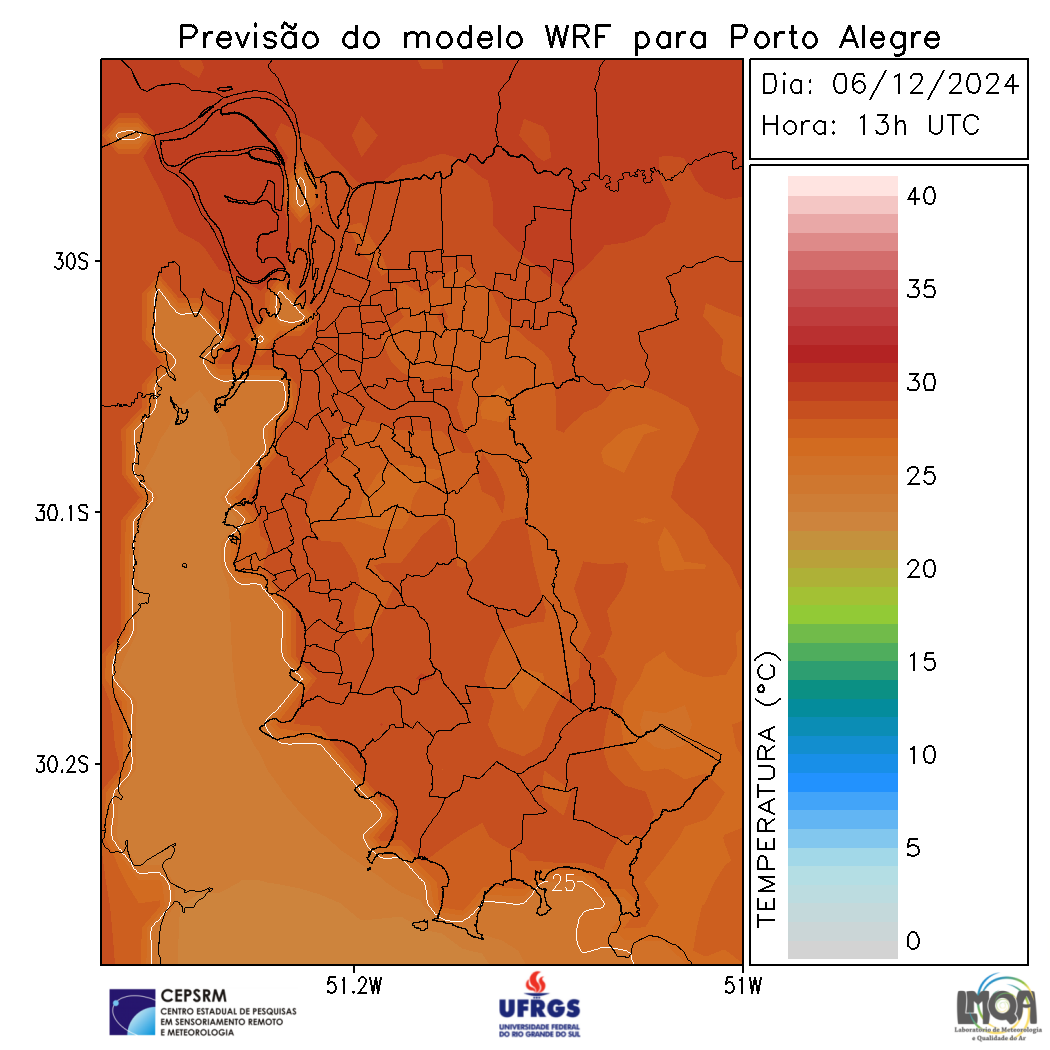 Previsão do modelo WRF para Porto Alegre
Dia: 06/12/2024
Hora: 13h UTC
40
35
30
25
20
15
10
5
0
TEMPERATURA (°C)
30S
30.1S
30.2S
25
51.2W
51W
CEPSRM
CENTRO ESTADUAL DE PESQUISAS
EM SENSORIAMENTO REMOTO
E METEOROLOGIA
UFRGS
UNIVERSIDADE FEDERAL
DO RIO GRANDE DO SUL
LMQA
Laboratório de Meteorologia
e Qualidade do Ar